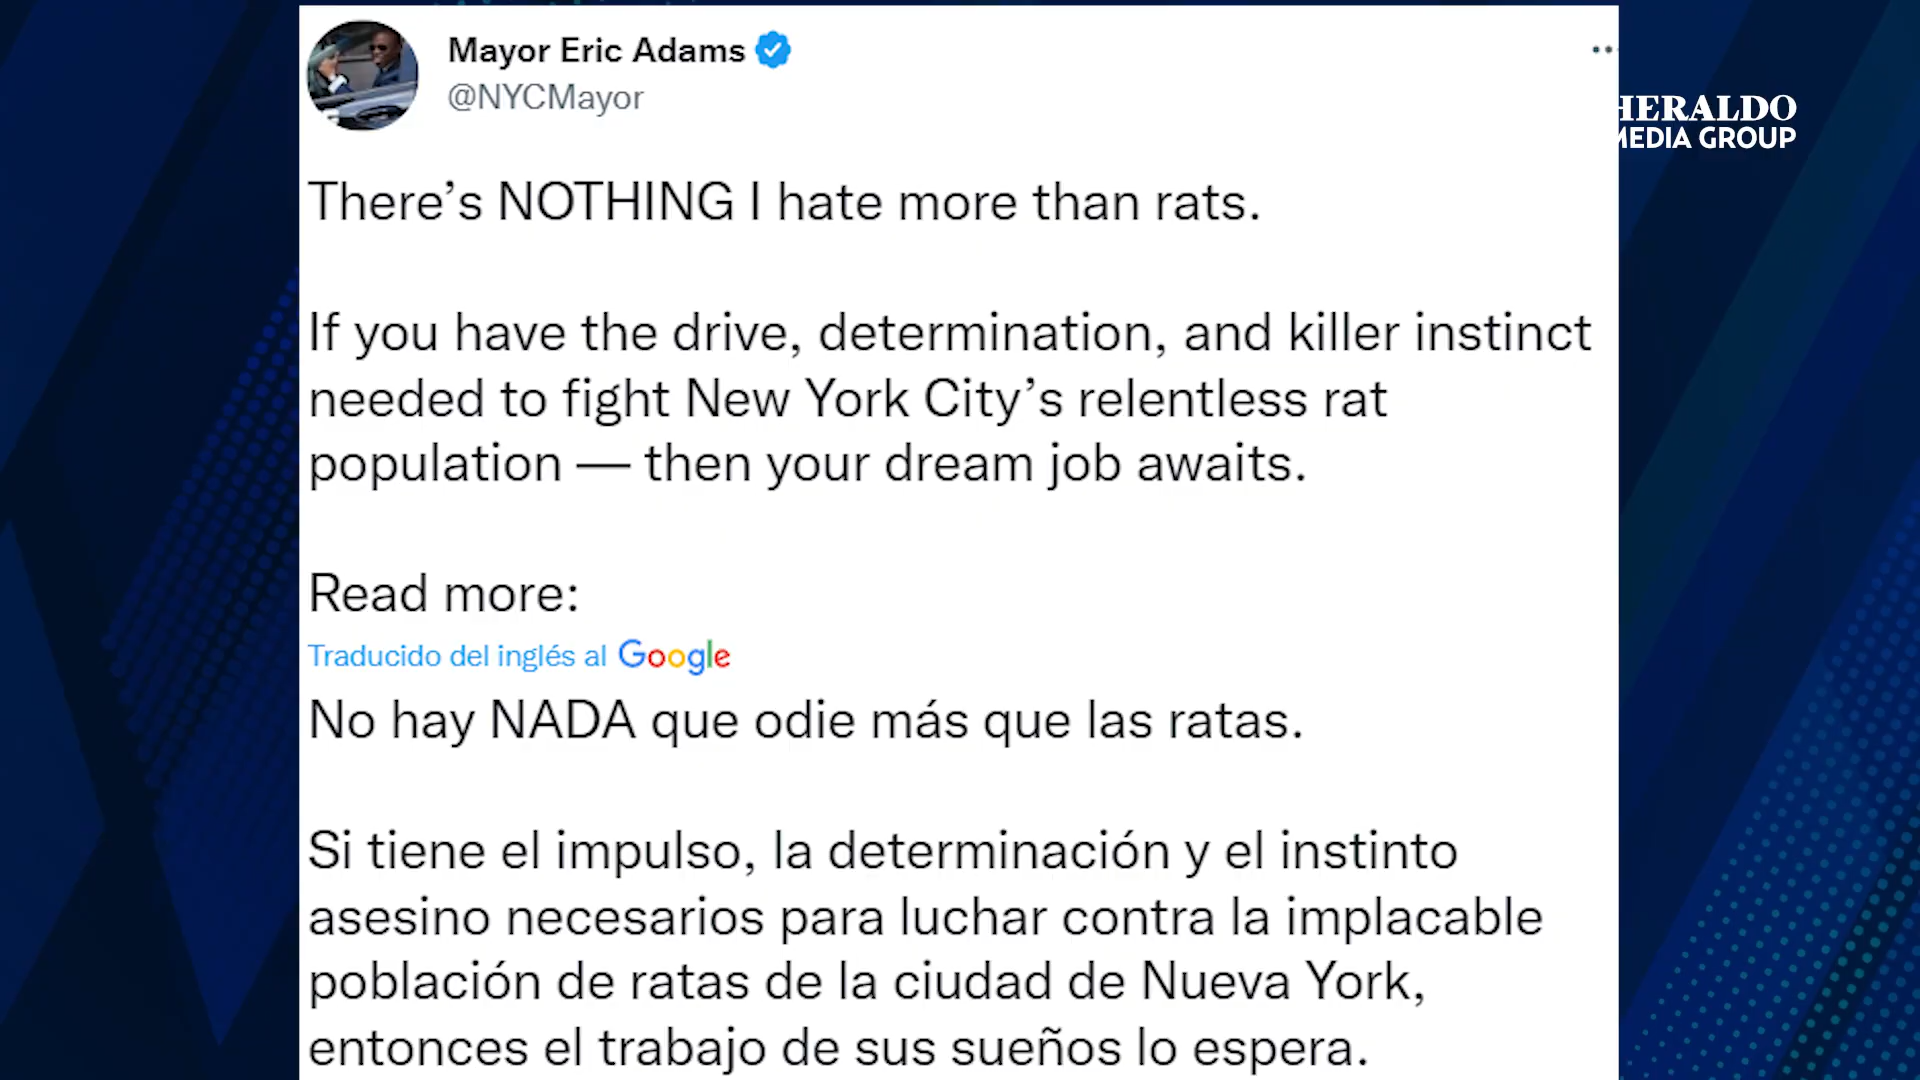 Mayor Eric Adams
@NYCMayor
HERALDO
MEDIA GROUP
There’s NOTHING I hate more than rats.
If you have the drive, determination, and killer instinct
needed to fight New York City’s relentless rat
population — then your dream job awaits.
Read more:
Traducido del inglés al Google
No hay NADA que odie más que las ratas.
Si tiene el impulso, la determinación y el instinto
asesino necesarios para luchar contra la implacable
población de ratas de la ciudad de Nueva York,
entonces el trabajo de sus sueños lo espera.